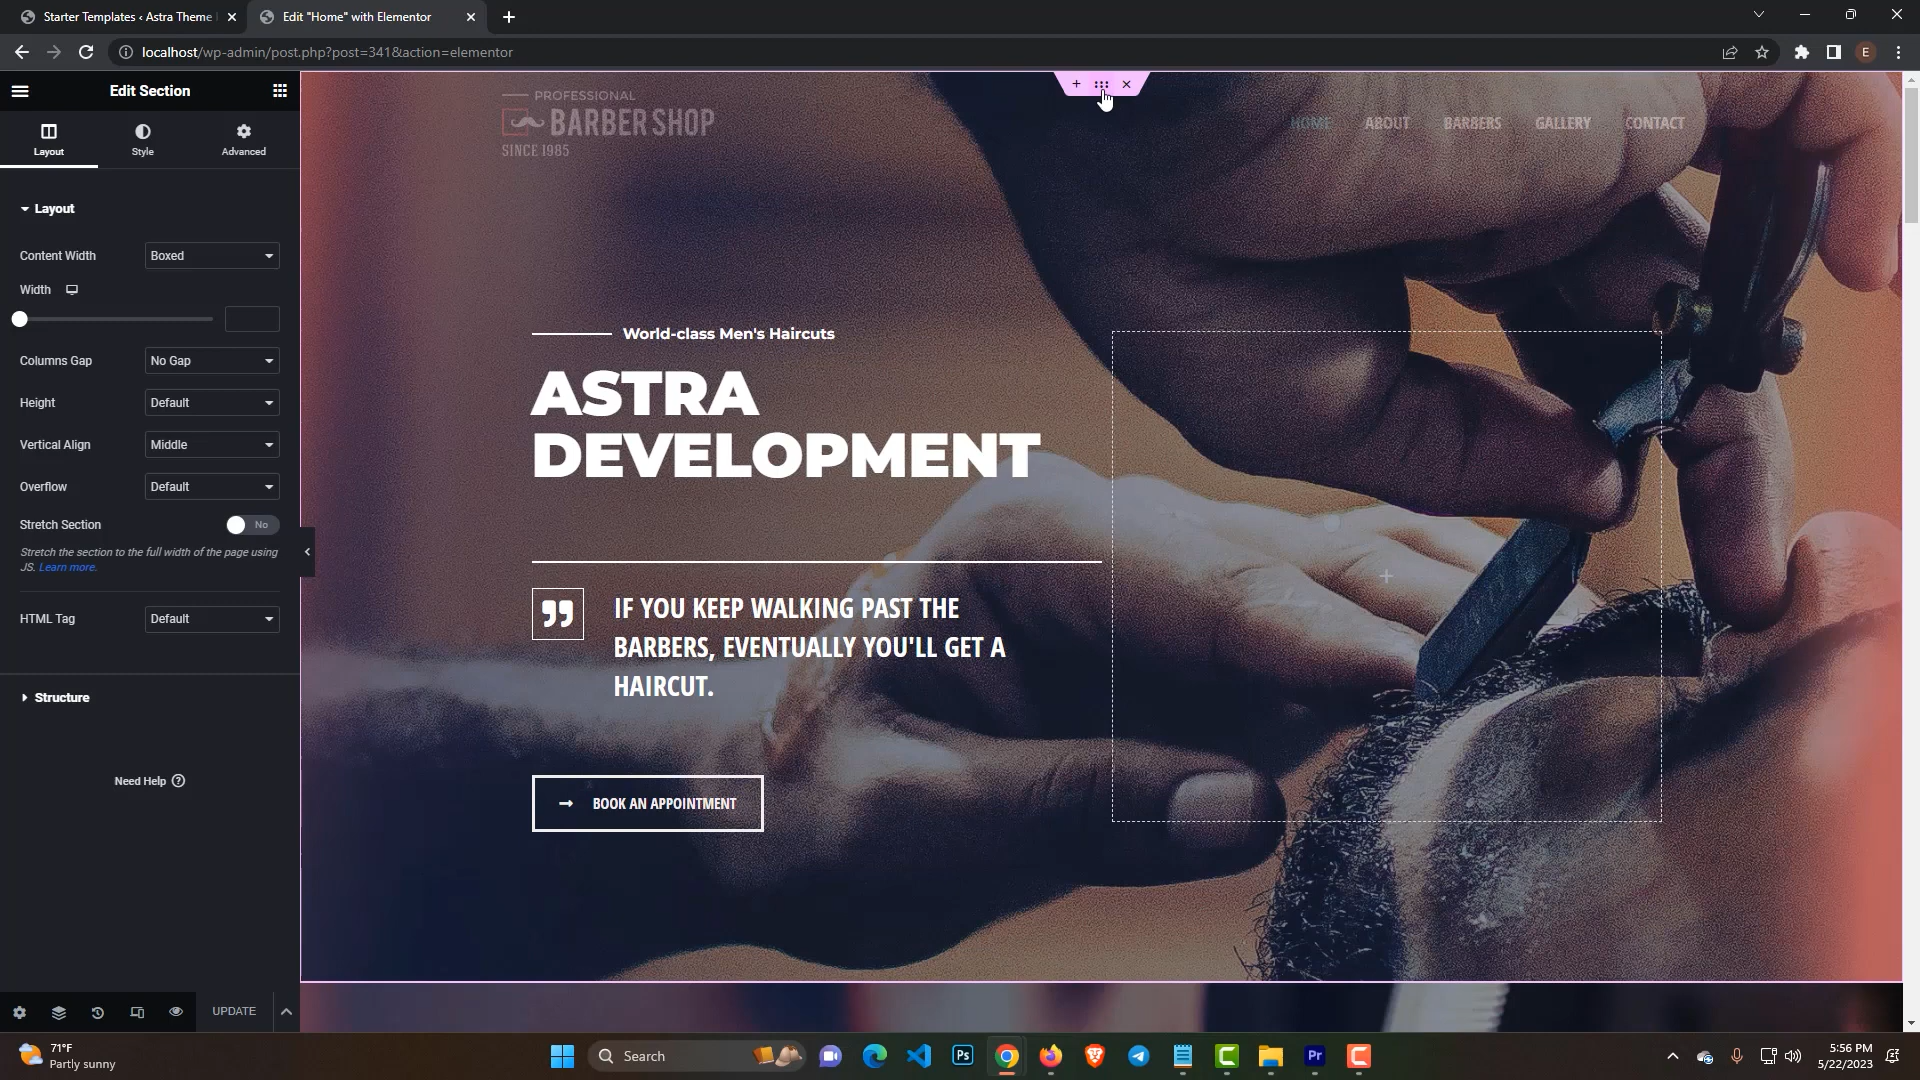 Starter Templates ‹ Astra Theme
Edit "Home" with Elementor
localhost/wp-admin/post.php?post=341&action=elementor
E
Edit Section
Layout
Style
Advanced
Layout
Content Width
Boxed
Width
Columns Gap
No Gap
Height
Default
Vertical Align
Middle
Overflow
Default
Stretch Section
No
Stretch the section to the full width of the page using
JS. Learn more.
HTML Tag
Default
Structure
Need Help
UPDATE
PROFESSIONAL
BARBER SHOP
SINCE 1985
HOME
ABOUT
BARBERS
GALLERY
CONTACT
World-class Men's Haircuts
ASTRA
DEVELOPMENT
IF YOU KEEP WALKING PAST THE
BARBERS, EVENTUALLY YOU'LL GET A
HAIRCUT.
BOOK AN APPOINTMENT
71°F
Partly sunny
Search
Ps
Pr
5:56 PM
5/22/2023